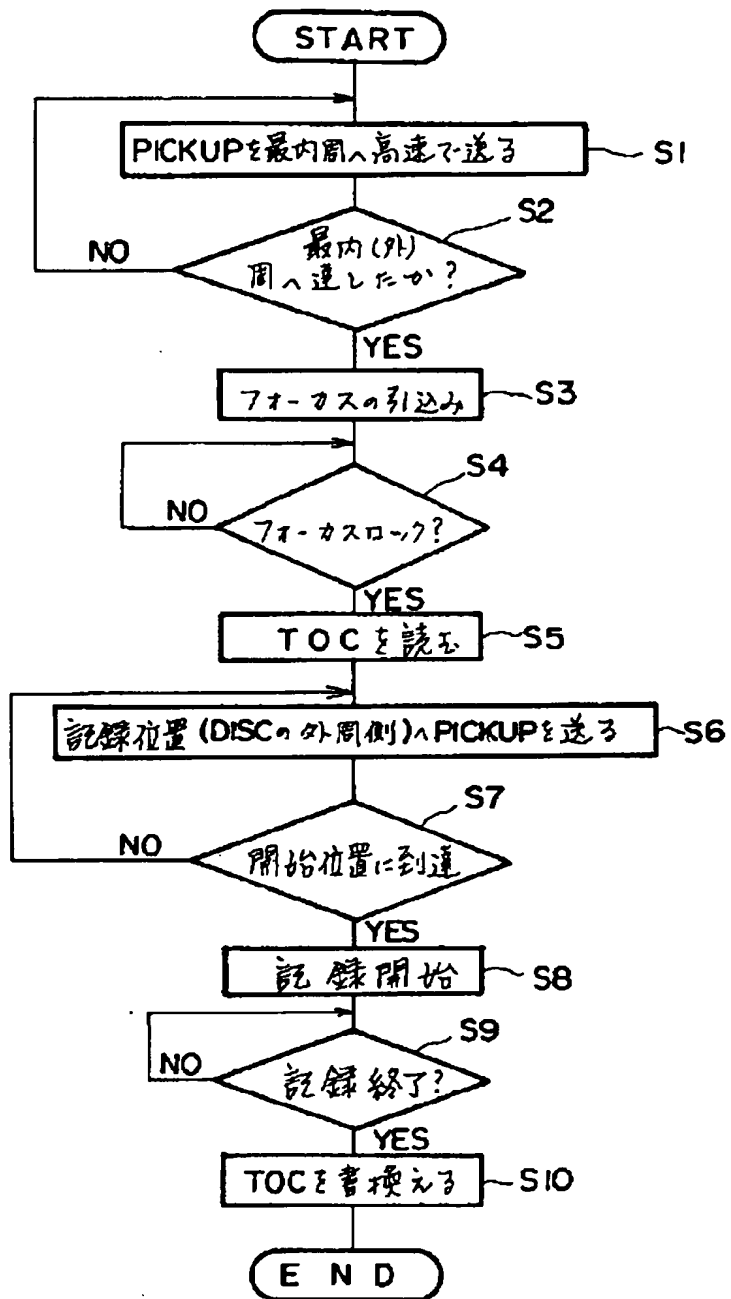 START
PICKUPを最内周へ高速で送る
S1
S2
最内(外)
周へ達したか?
NO
YES
フォーカスの引込み
S3
S4
フォーカスロック?
NO
YES
TOCを読む
S5
記録位置(DISCの外周側)へPICKUPを送る
S6
S7
開始位置に到達
NO
YES
記録開始
S8
S9
記録終了?
NO
YES
TOCを書換える
S10
END